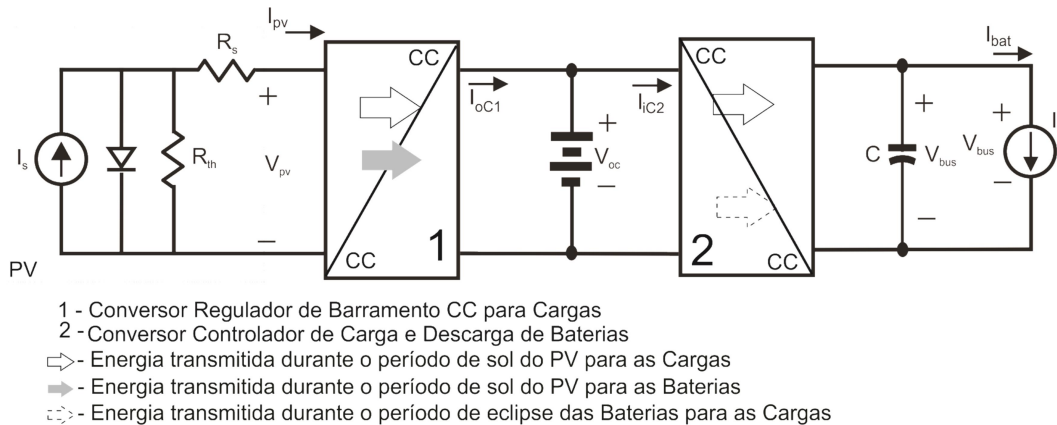 I_pv
R_s
CC
I_oC1
I_iC2
CC
I_bat
+
I_s
R_th
V_pv
−
+
V_oc
−
+
C
V_bus
−
+
V_bus
−
I
PV
CC
1
2
CC
1 - Conversor Regulador de Barramento CC para Cargas
2 - Conversor Controlador de Carga e Descarga de Baterias
- Energia transmitida durante o período de sol do PV para as Cargas
- Energia transmitida durante o período de sol do PV para as Baterias
- Energia transmitida durante o período de eclipse das Baterias para as Cargas